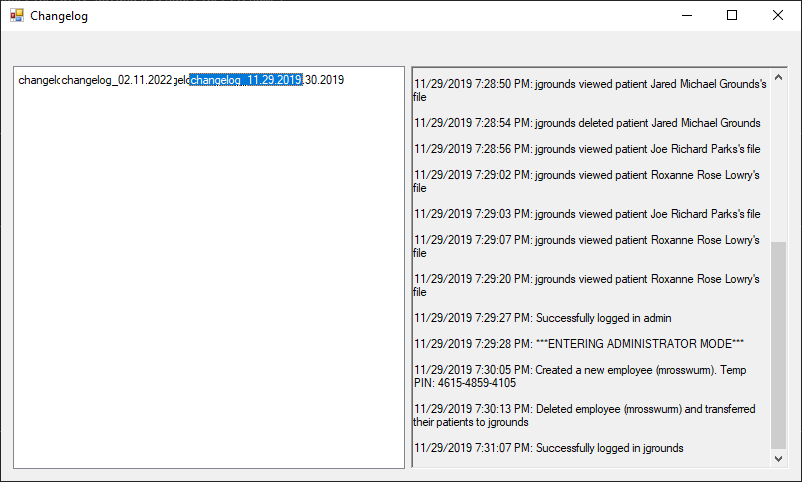 Changelog
changelo changelog_02.11.2022 gelo changelog_11.29.2019 .30.2019
11/29/2019 7:28:50 PM: jgrounds viewed patient Jared Michael Grounds's
file
11/29/2019 7:28:54 PM: jgrounds deleted patient Jared Michael Grounds
11/29/2019 7:28:56 PM: jgrounds viewed patient Joe Richard Parks's file
11/29/2019 7:29:02 PM: jgrounds viewed patient Roxanne Rose Lowry's
file
11/29/2019 7:29:03 PM: jgrounds viewed patient Joe Richard Parks's file
11/29/2019 7:29:07 PM: jgrounds viewed patient Roxanne Rose Lowry's
file
11/29/2019 7:29:20 PM: jgrounds viewed patient Roxanne Rose Lowry's
file
11/29/2019 7:29:27 PM: Successfully logged in admin
11/29/2019 7:29:28 PM: ***ENTERING ADMINISTRATOR MODE***
11/29/2019 7:30:05 PM: Created a new employee (mrosswurm). Temp
PIN: 4615-4859-4105
11/29/2019 7:30:13 PM: Deleted employee (mrosswurm) and transferred
their patients to jgrounds
11/29/2019 7:31:07 PM: Successfully logged in jgrounds